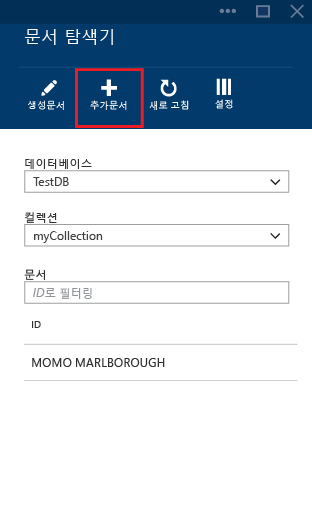 문서 탐색기
생성문서 추가문서 새로 고침 설정
데이터베이스
TestDB
컬렉션
myCollection
문서
ID로 필터링
ID
MOMO MARLBOROUGH